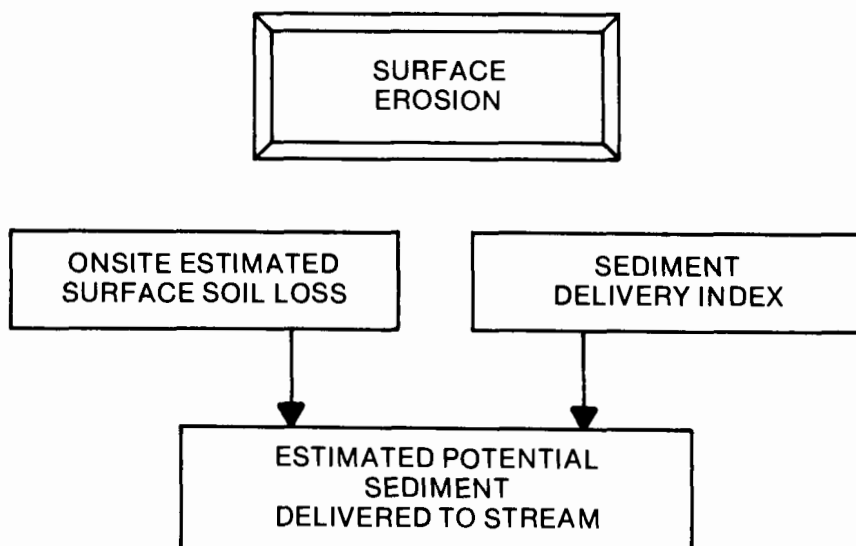 SURFACE
EROSION
ONSITE ESTIMATED
SURFACE SOIL LOSS
SEDIMENT
DELIVERY INDEX
ESTIMATED POTENTIAL
SEDIMENT
DELIVERED TO STREAM